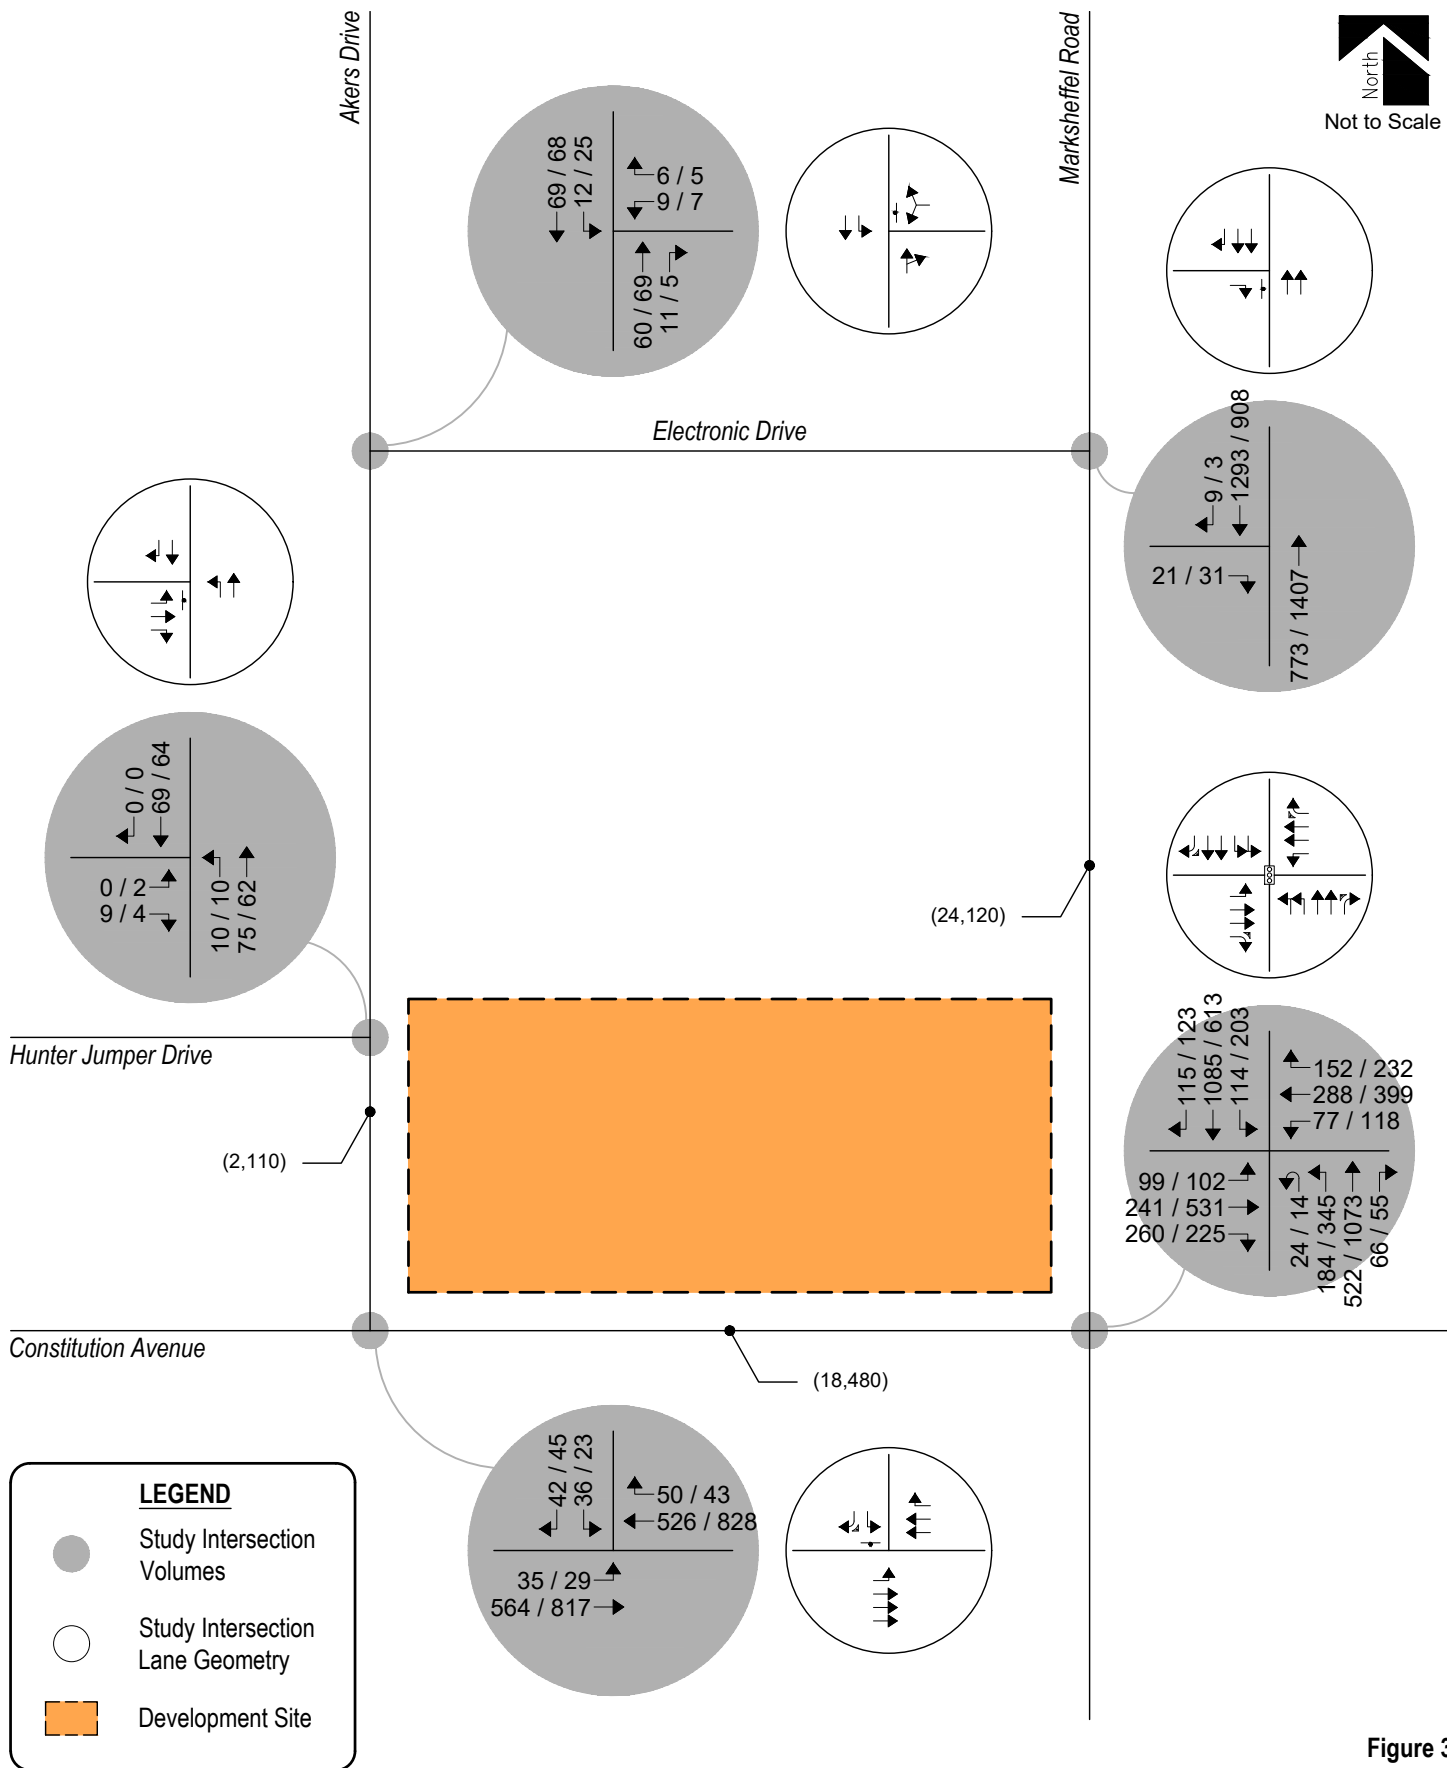 Akers Drive
Marksheffel Road
North
Not to Scale
69 / 68
12 / 25
6 / 5
9 / 7
60 / 69
11 / 5
Electronic Drive
9 / 3
1293 / 908
21 / 31
773 / 1407
0 / 0
69 / 64
0 / 2
9 / 4
10 / 10
75 / 62
(24,120)
Hunter Jumper Drive
(2,110)
115 / 123
1085 / 613
114 / 203
152 / 232
288 / 399
77 / 118
99 / 102
241 / 531
260 / 225
24 / 14
184 / 345
522 / 1073
66 / 55
Constitution Avenue
(18,480)
42 / 45
36 / 23
50 / 43
526 / 828
35 / 29
564 / 817
LEGEND
Study Intersection
Volumes
Study Intersection
Lane Geometry
Development Site
Figure 3